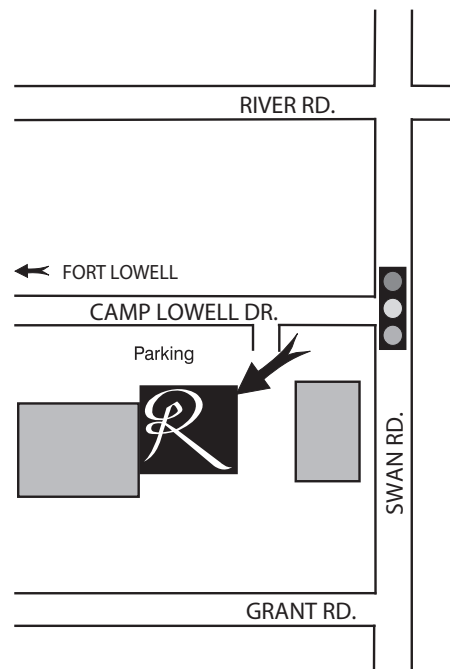 RIVER RD.
FORT LOWELL
CAMP LOWELL DR.
Parking
R
SWAN RD.
GRANT RD.